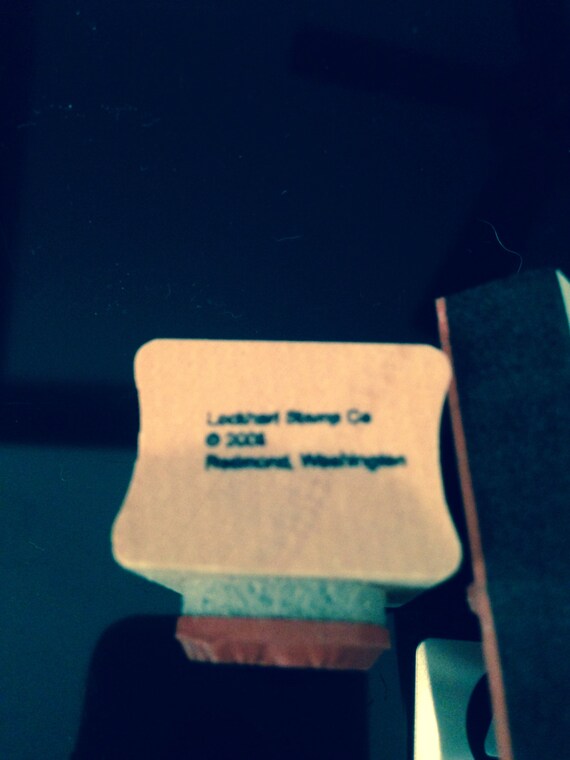 Lockhart Stamp Co
©
Redmond, Washington